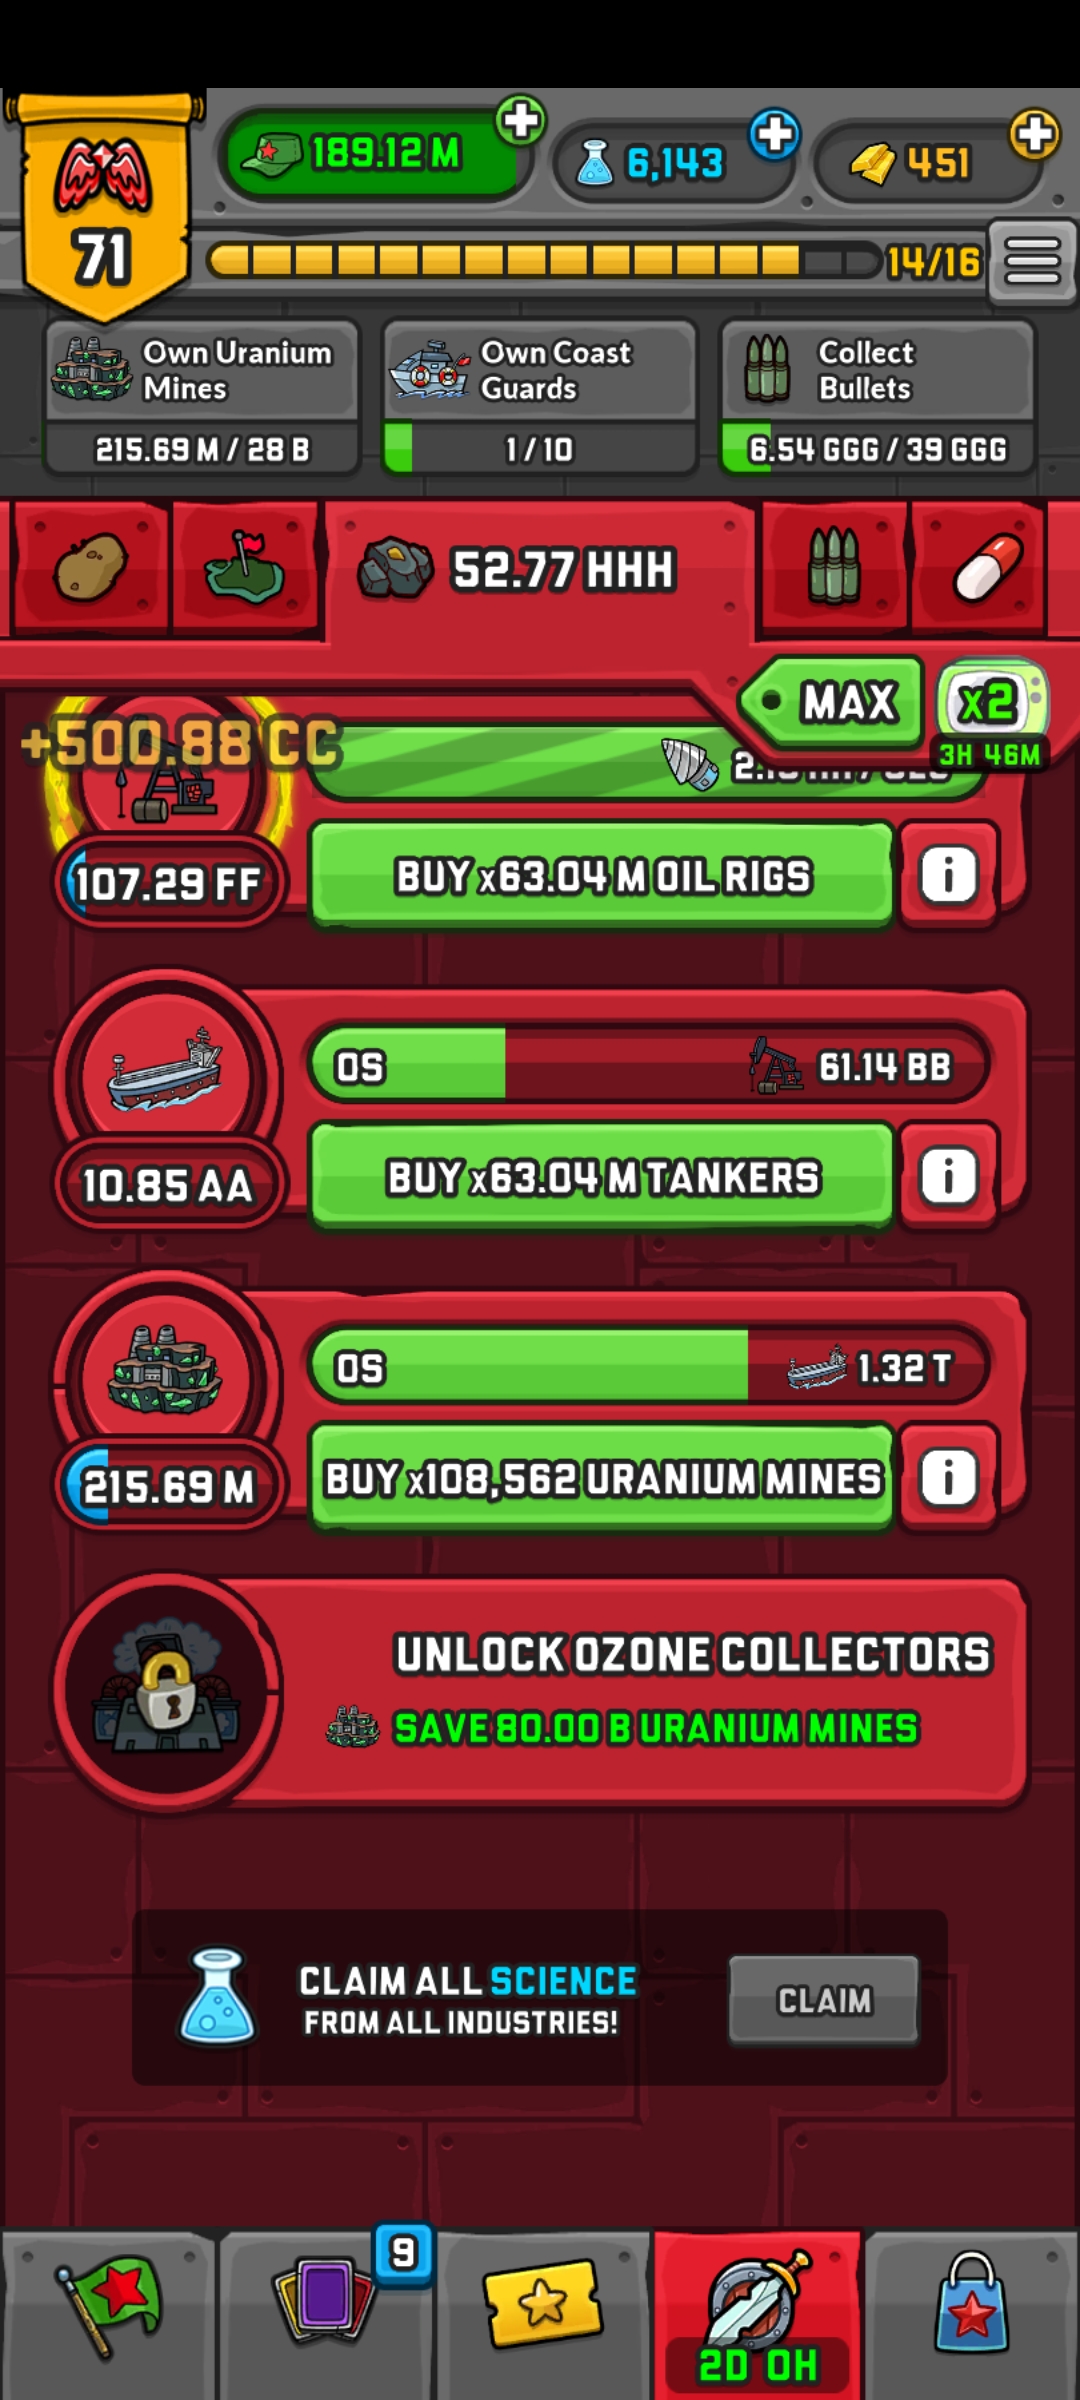 71
189.12 M
6,143
451
14/16
Own Uranium
Mines
215.69 M / 28 B
Own Coast
Guards
1 / 10
Collect
Bullets
6.54 GGG / 39 GGG
52.77 HHH
MAX
x2
3H 46M
+500.88 CC
107.29 FF
BUY x63.04 M OIL RIGS
i
0S
61.14 BB
10.85 AA
BUY x63.04 M TANKERS
i
0S
1.32 T
215.69 M
BUY x108,562 URANIUM MINES
i
UNLOCK OZONE COLLECTORS
SAVE 80.00 B URANIUM MINES
CLAIM ALL SCIENCE
FROM ALL INDUSTRIES!
CLAIM
9
2D 0H